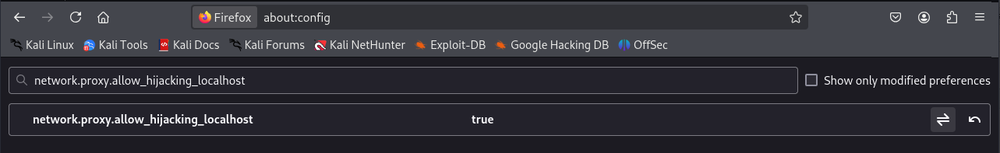 Firefox about:config
Kali Linux Kali Tools Kali Docs Kali Forums Kali NetHunter Exploit-DB Google Hacking DB OffSec
network.proxy.allow_hijacking_localhost Show only modified preferences
network.proxy.allow_hijacking_localhost true